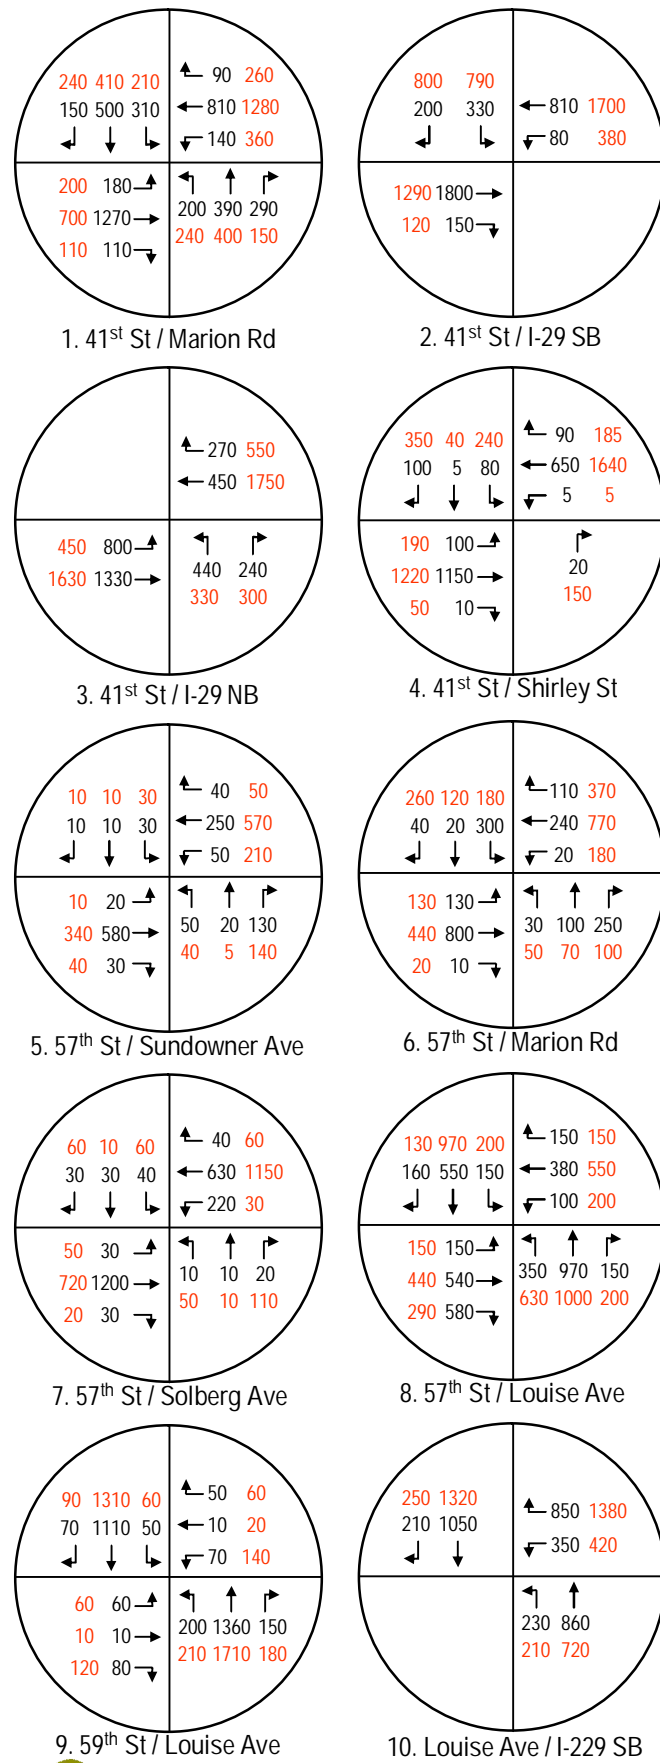 240 410 210
150 500 310
90 260
810 1280
140 360
200 180
700 1270
110 110
200 390 290
240 400 150
1. 41st St / Marion Rd
800 790
200 330
810 1700
80 380
1290 1800
120 150
2. 41st St / I-29 SB
270 550
450 1750
450 800
1630 1330
440 240
330 300
3. 41st St / I-29 NB
350 40 240
100 5 80
90 185
650 1640
5 5
190 100
1220 1150
50 10
20
150
4. 41st St / Shirley St
10 10 30
10 10 30
40 50
250 570
50 210
10 20
340 580
40 30
50 20 130
40 5 140
5. 57th St / Sundowner Ave
260 120 180
40 20 300
110 370
240 770
20 180
130 130
440 800
20 10
30 100 250
50 70 100
6. 57th St / Marion Rd
60 10 60
30 30 40
40 60
630 1150
220 30
50 30
720 1200
20 30
10 10 20
50 10 110
7. 57th St / Solberg Ave
130 970 200
160 550 150
150 150
380 550
100 200
150 150
440 540
290 580
350 970 150
630 1000 200
8. 57th St / Louise Ave
90 1310 60
70 1110 50
50 60
10 20
70 140
60 60
10 10
120 80
200 1360 150
210 1710 180
9. 59th St / Louise Ave
250 1320
210 1050
850 1380
350 420
230 860
210 720
10. Louise Ave / I-229 SB